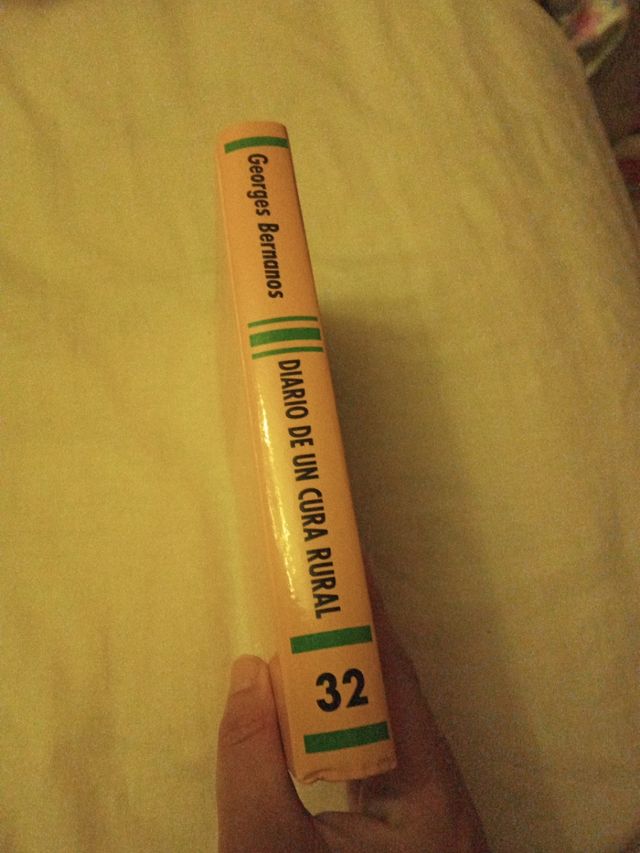 Georges Bernanos
DIARIO DE UN CURA RURAL
32